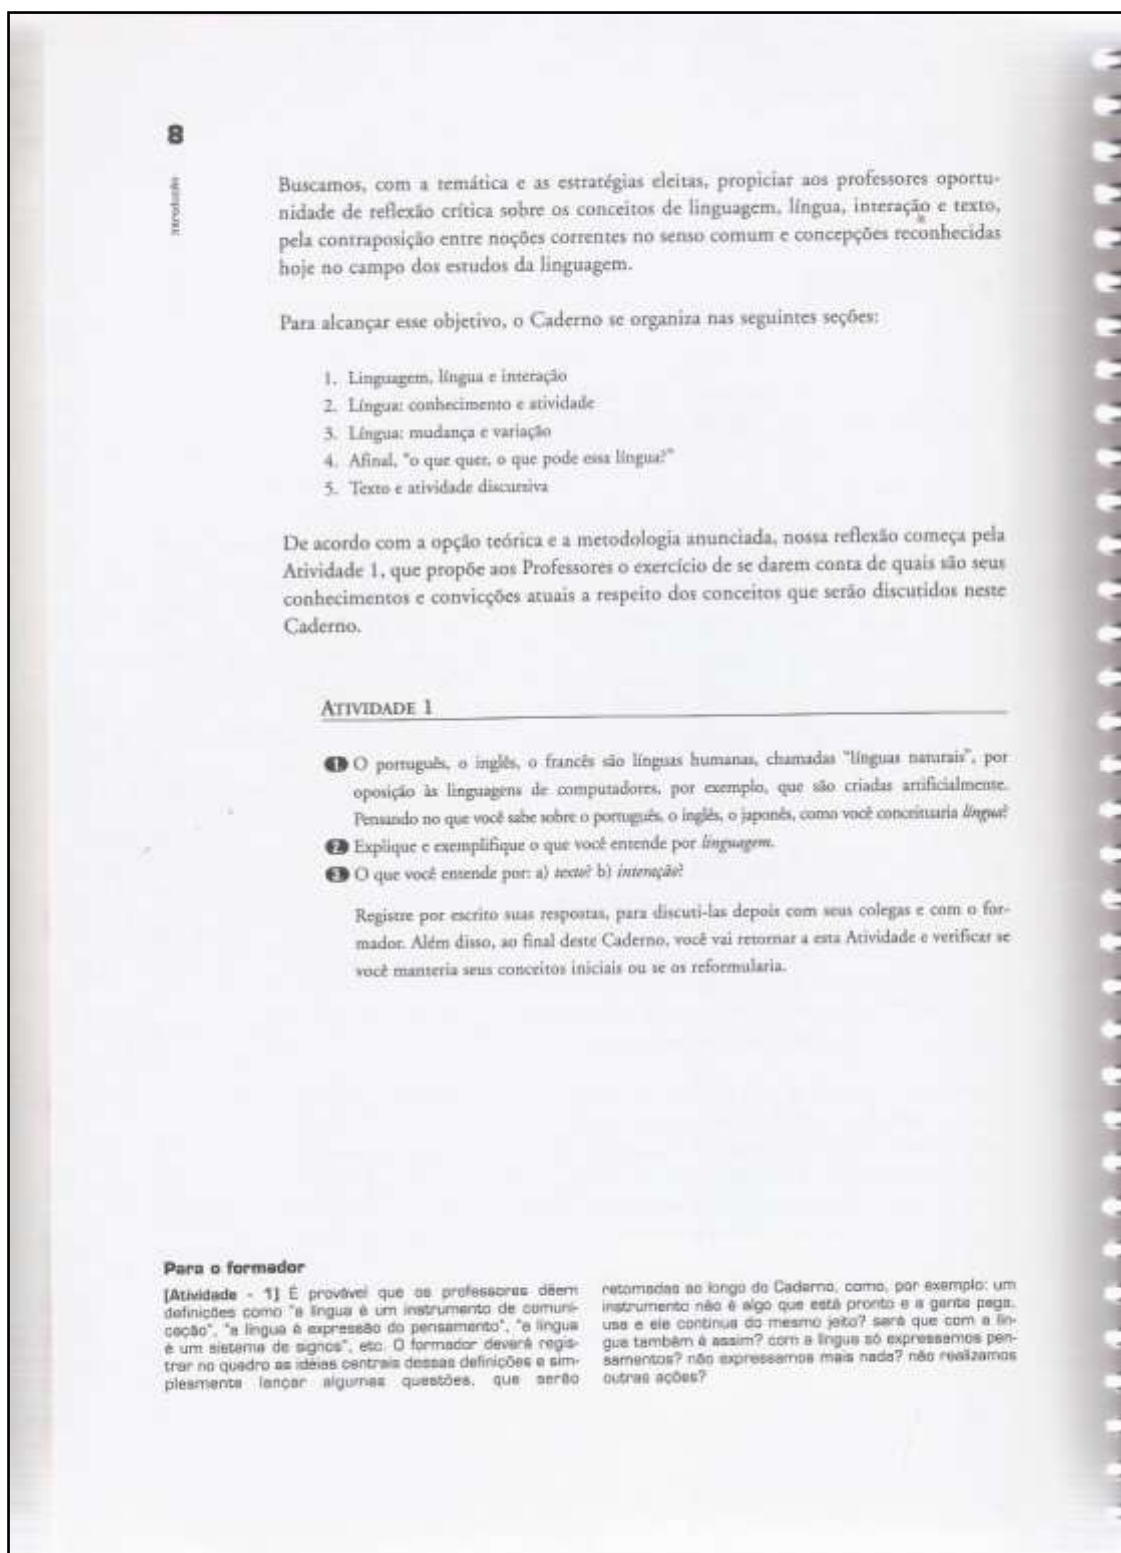 8
Introdução
Buscamos, com a temática e as estratégias eleitas, propiciar aos professores oportu-
nidade de reflexão crítica sobre os conceitos de linguagem, língua, interação e texto,
pela contraposição entre noções correntes no senso comum e concepções reconhecidas
hoje no campo dos estudos da linguagem.
Para alcançar esse objetivo, o Caderno se organiza nas seguintes seções:
1. Linguagem, língua e interação
2. Língua: conhecimento e atividade
3. Língua: mudança e variação
4. Afinal, "o que quer, o que pode essa língua?"
5. Texto e atividade discursiva
De acordo com a opção teórica e a metodologia anunciada, nossa reflexão começa pela
Atividade 1, que propõe aos Professores o exercício de se darem conta de quais são seus
conhecimentos e convicções atuais a respeito dos conceitos que serão discutidos neste
Caderno.
ATIVIDADE 1
1 O português, o inglês, o francês são línguas humanas, chamadas "línguas naturais", por
oposição às linguagens de computadores, por exemplo, que são criadas artificialmente.
Pensando no que você sabe sobre o português, o inglês, o japonês, como você conceituaria língua?
2 Explique e exemplifique o que você entende por linguagem.
3 O que você entende por: a) texto? b) interação?
Registre por escrito suas respostas, para discuti-las depois com seus colegas e com o for-
mador. Além disso, ao final deste Caderno, você vai retornar a esta Atividade e verificar se
você manteria seus conceitos iniciais ou se os reformularia.
Para o formador
[Atividade - 1] É provável que os professores dêem
definições como "a língua é um instrumento de comuni-
cação", "a língua é expressão do pensamento", "a língua
é um sistema de signos", etc. O formador deverá regis-
trar no quadro as idéias centrais dessas definições e sim-
plesmente lançar algumas questões, que serão
retomadas ao longo do Caderno, como, por exemplo: um
instrumento não é algo que está pronto e a gente pega,
usa e ele continua do mesmo jeito? será que com a lín-
gua também é assim? com a língua só expressamos pen-
samentos? não expressamos mais nada? não realizamos
outras ações?